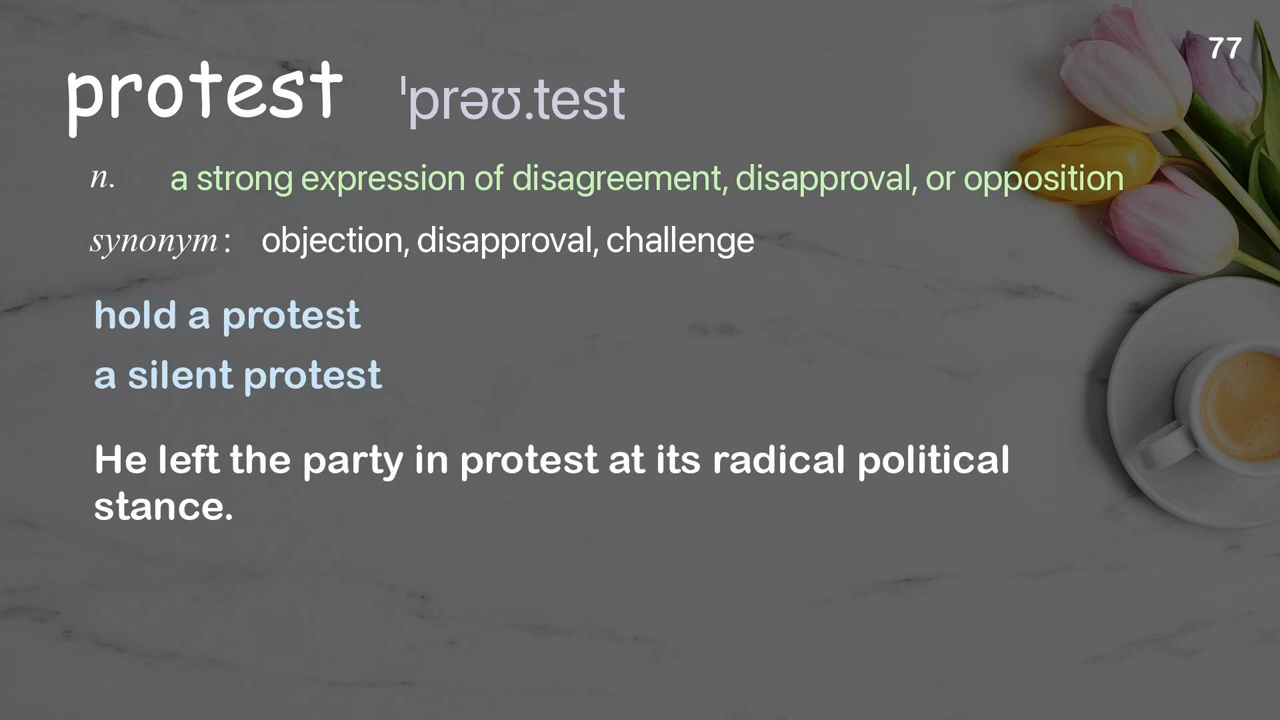 77
protest ˈprəʊ.test
n. a strong expression of disagreement, disapproval, or opposition
synonym : objection, disapproval, challenge
hold a protest
a silent protest
He left the party in protest at its radical political
stance.